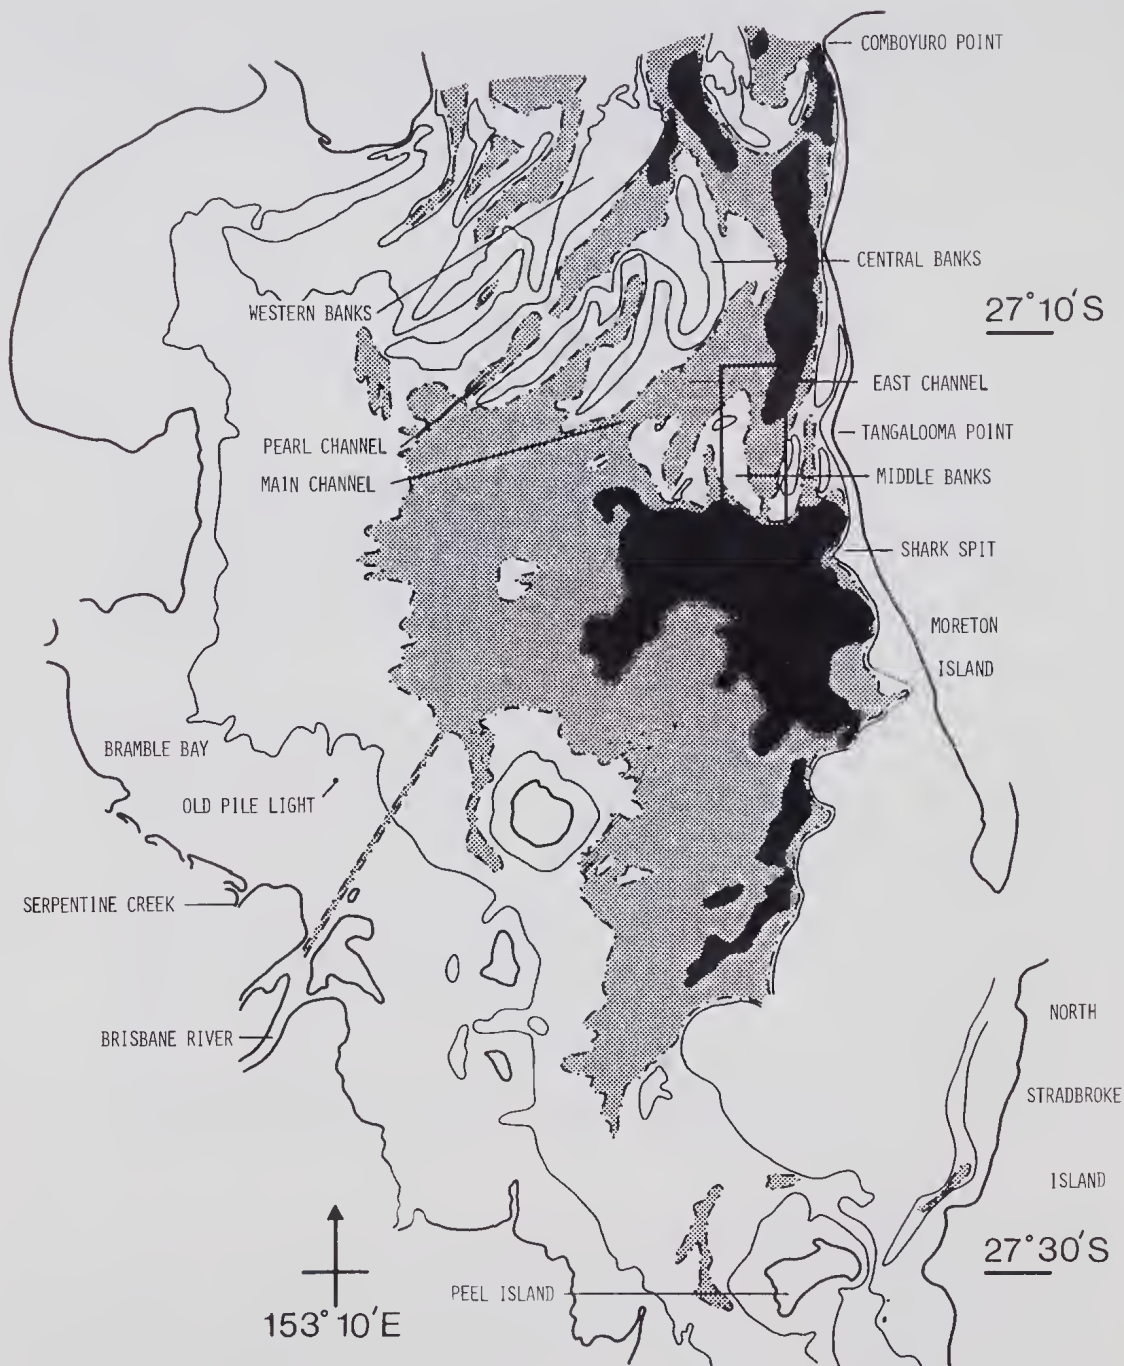 COMBOYURO POINT
CENTRAL BANKS
27°10'S
WESTERN BANKS
EAST CHANNEL
TANGALOOMA POINT
PEARL CHANNEL
MAIN CHANNEL
MIDDLE BANKS
SHARK SPIT
MORETON
ISLAND
BRAMBLE BAY
OLD PILE LIGHT
SERPENTINE CREEK
BRISBANE RIVER
NORTH
STRADBROKE
ISLAND
27°30'S
PEEL ISLAND
153°10'E